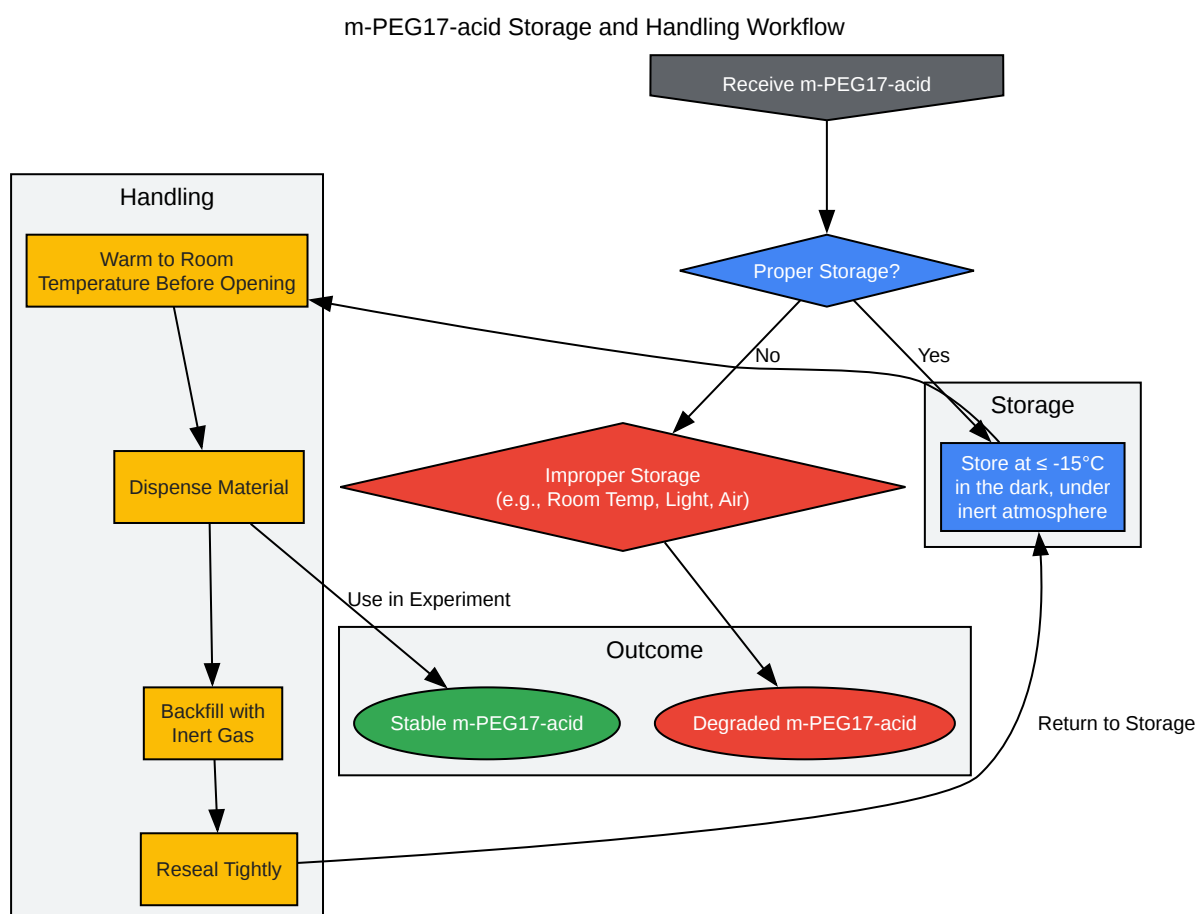 m-PEG17-acid Storage and Handling Workflow
Receive m-PEG17-acid
Handling
Warm to Room
Temperature Before Opening
Proper Storage?
No
Yes
Storage
Store at ≤ -15°C
in the dark, under
inert atmosphere
Improper Storage
(e.g., Room Temp, Light, Air)
Dispense Material
Use in Experiment
Outcome
Stable m-PEG17-acid
Degraded m-PEG17-acid
Backfill with
Inert Gas
Return to Storage
Reseal Tightly